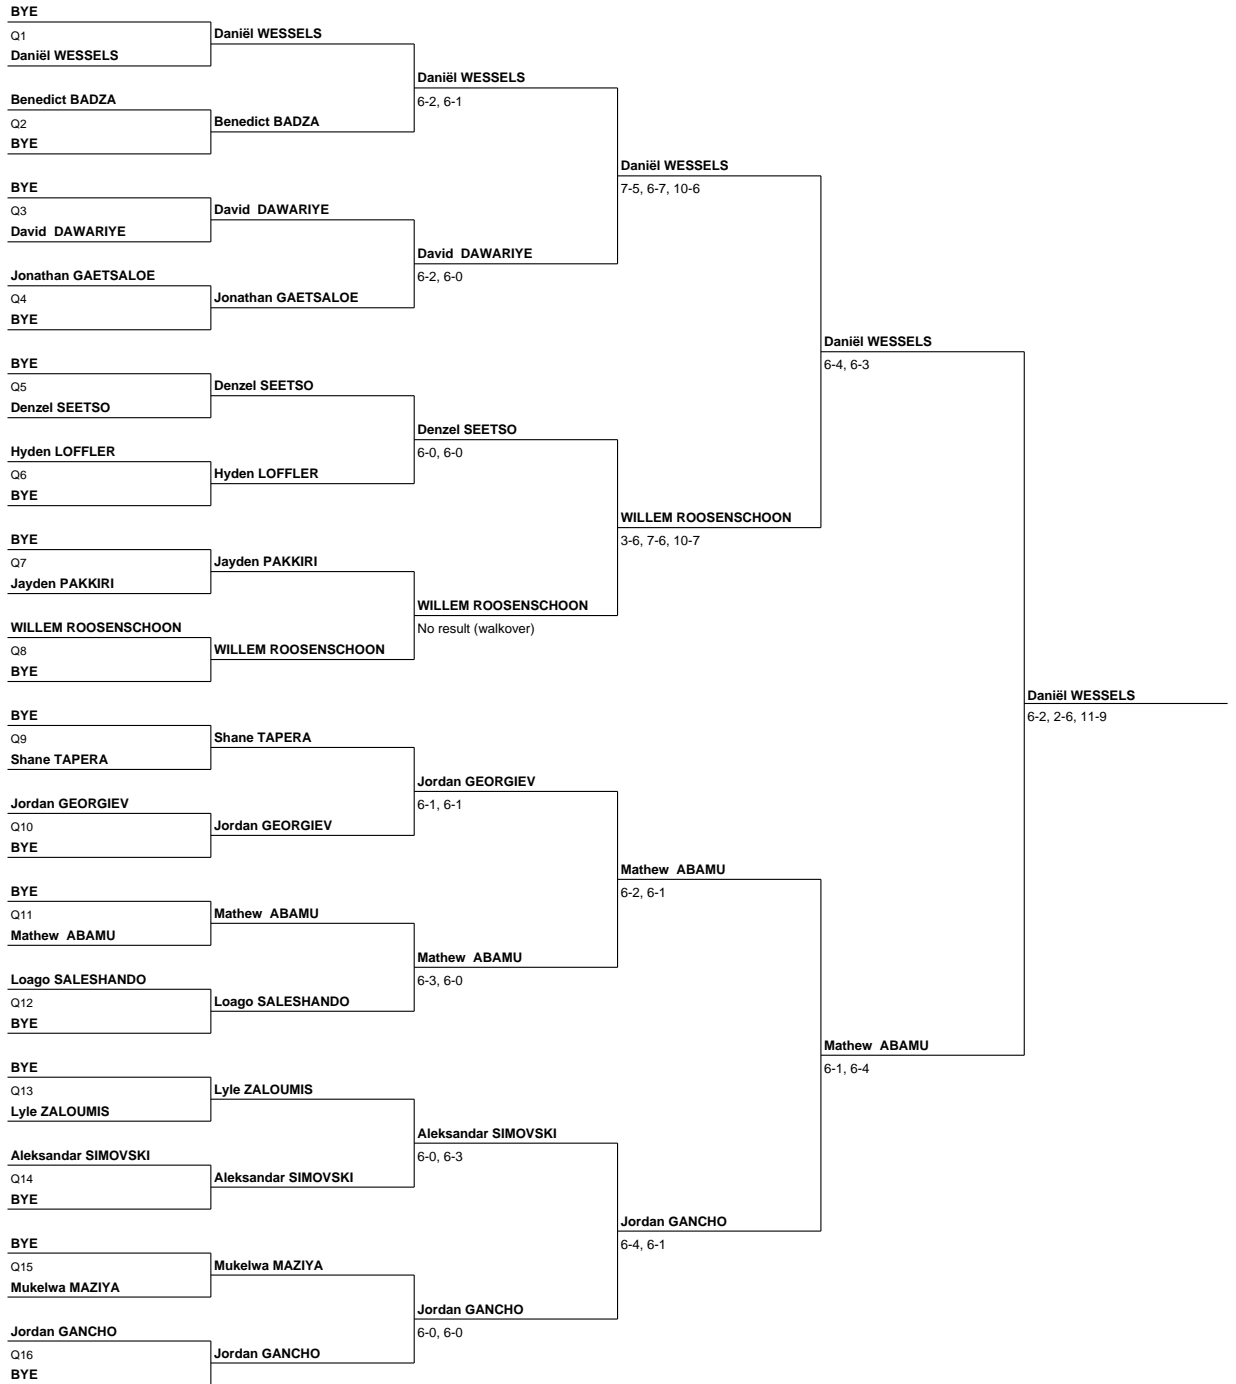 BYE
Q1
Daniël WESSELS
Benedict BADZA
Q2
BYE
BYE
Q3
David  DAWARIYE
Jonathan GAETSALOE
Q4
BYE
BYE
Q5
Denzel SEETSO
Hyden LOFFLER
Q6
BYE
BYE
Q7
Jayden PAKKIRI
WILLEM ROOSENSCHOON
Q8
BYE
BYE
Q9
Shane TAPERA
Jordan GEORGIEV
Q10
BYE
BYE
Q11
Mathew  ABAMU
Loago SALESHANDO
Q12
BYE
BYE
Q13
Lyle ZALOUMIS
Aleksandar SIMOVSKI
Q14
BYE
BYE
Q15
Mukelwa MAZIYA
Jordan GANCHO
Q16
BYE
Daniël WESSELS
Benedict BADZA
David  DAWARIYE
Jonathan GAETSALOE
Denzel SEETSO
Hyden LOFFLER
Jayden PAKKIRI
WILLEM ROOSENSCHOON
Shane TAPERA
Jordan GEORGIEV
Mathew  ABAMU
Loago SALESHANDO
Lyle ZALOUMIS
Aleksandar SIMOVSKI
Mukelwa MAZIYA
Jordan GANCHO
Daniël WESSELS
6-2, 6-1
David  DAWARIYE
6-2, 6-0
Denzel SEETSO
6-0, 6-0
WILLEM ROOSENSCHOON
No result (walkover)
Jordan GEORGIEV
6-1, 6-1
Mathew  ABAMU
6-3, 6-0
Aleksandar SIMOVSKI
6-0, 6-3
Jordan GANCHO
6-0, 6-0
Daniël WESSELS
7-5, 6-7, 10-6
WILLEM ROOSENSCHOON
3-6, 7-6, 10-7
Mathew  ABAMU
6-2, 6-1
Jordan GANCHO
6-4, 6-1
Daniël WESSELS
6-4, 6-3
Mathew  ABAMU
6-1, 6-4
Daniël WESSELS
6-2, 2-6, 11-9